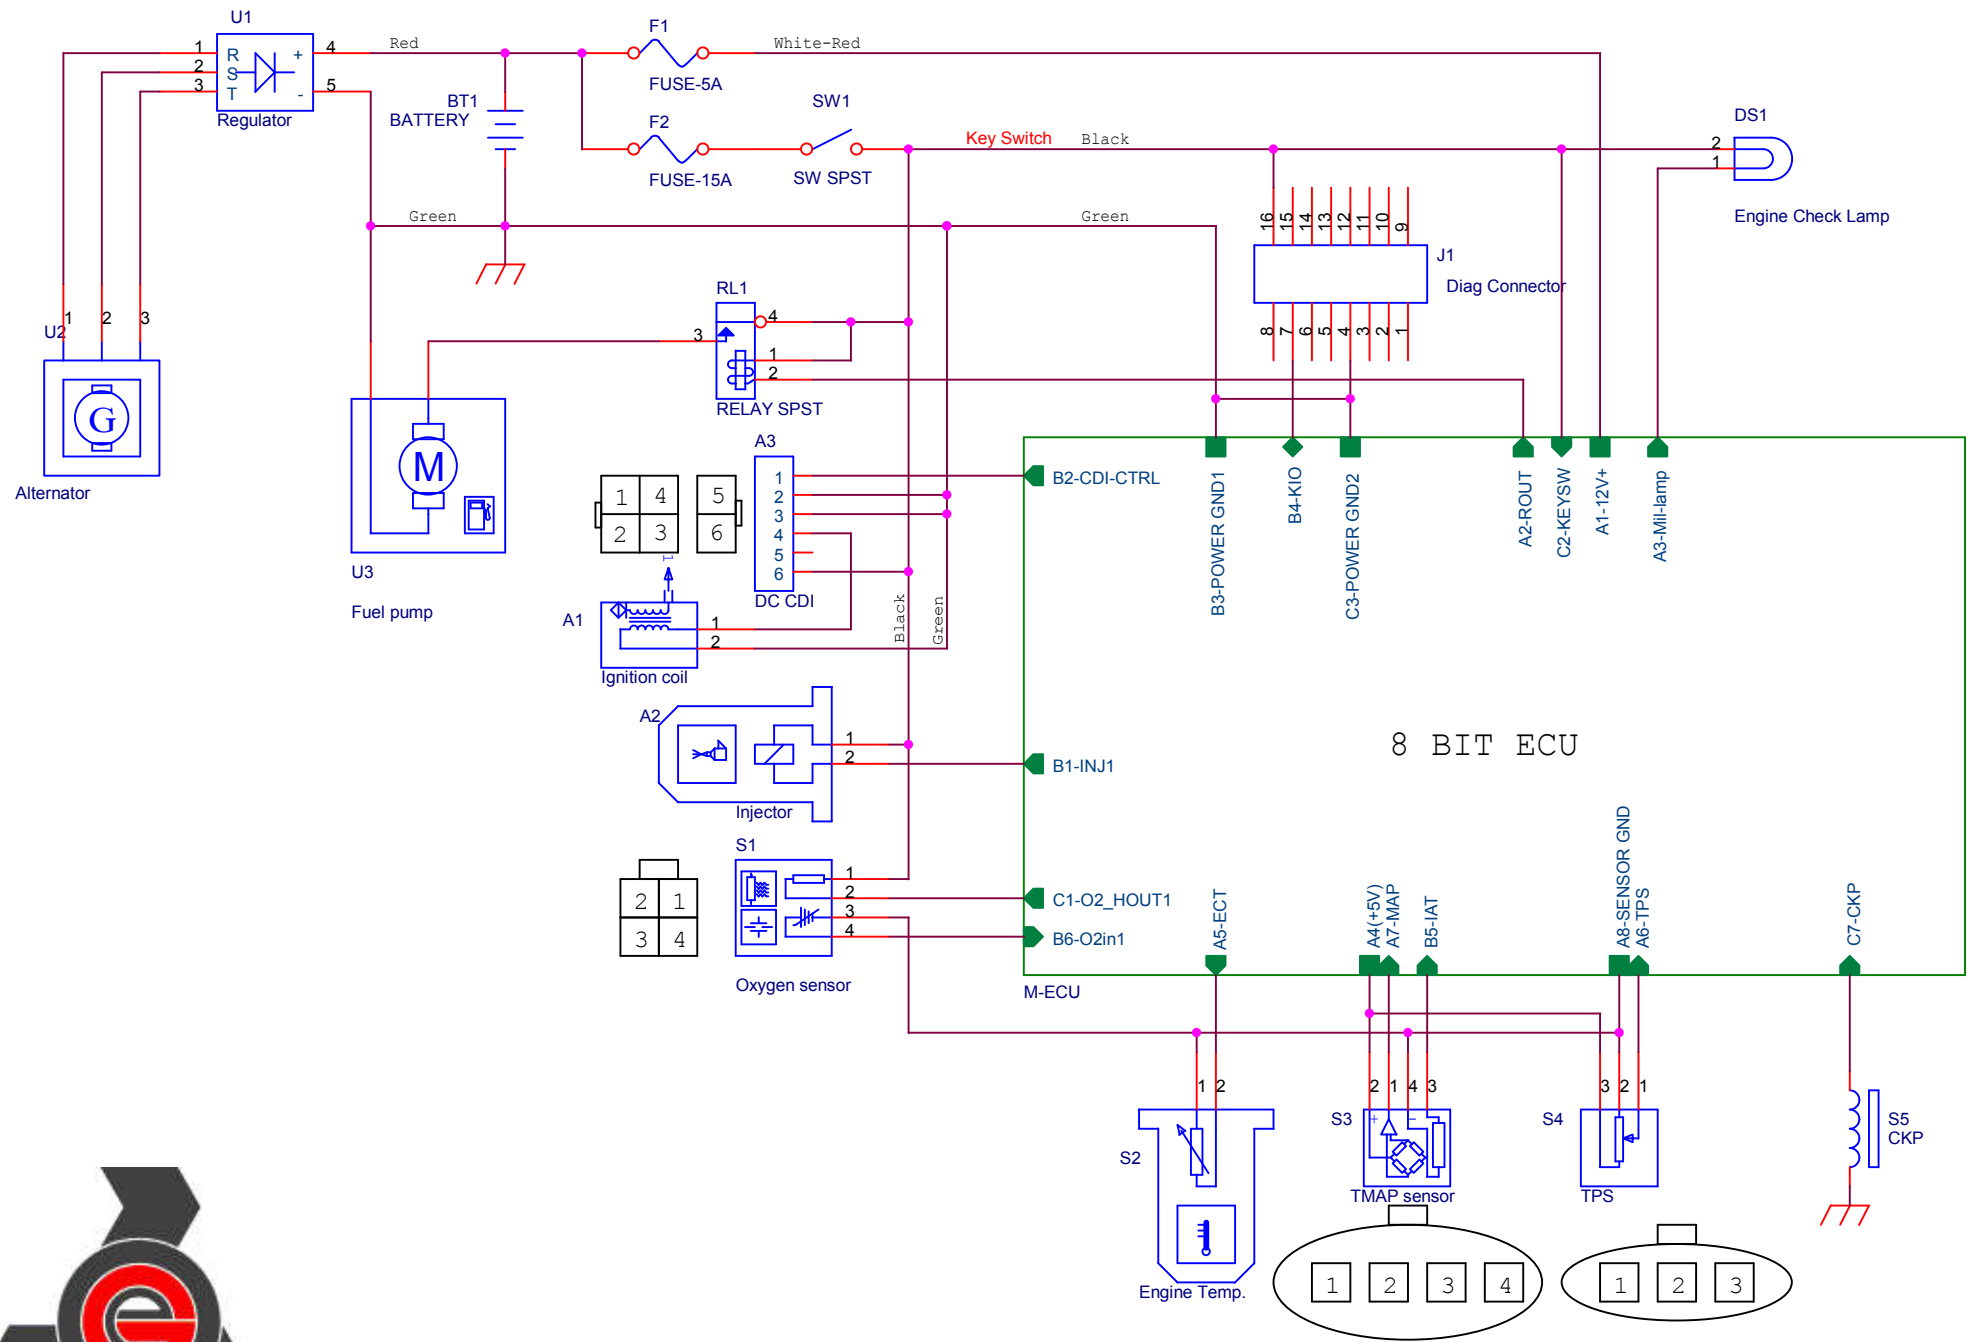 U1
1
2
3
R
S
T
+
-
4
5
Regulator
Red
BT1
BATTERY
F1
FUSE-5A
White-Red
F2
FUSE-15A
SW1
SW SPST
Key Switch
Black
DS1
2
1
Engine Check Lamp
Green
Green
16
15
14
13
12
11
10
9
J1
Diag Connector
8
7
6
5
4
3
2
1
U2
1
2
3
G
Alternator
RL1
3
4
1
2
RELAY SPST
M
U3
Fuel pump
A3
1
2
3
4
5
6
DC CDI
1
4
2
3
5
6
1
A1
1
2
Ignition coil
Black
Green
A2
1
2
Injector
S1
1
2
3
4
Oxygen sensor
2
1
3
4
B2-CDI-CTRL
B3-POWER GND1
B4-KIO
C3-POWER GND2
A2-ROUT
C2-KEYSW
A1-12V+
A3-Mil-lamp
8 BIT ECU
B1-INJ1
C1-O2_HOUT1
B6-O2in1
A5-ECT
A4(+5V)
A7-MAP
B5-IAT
A8-SENSOR GND
A6-TPS
C7-CKP
M-ECU
1
2
S2
Engine Temp.
2
1
4
3
S3
+
-
TMAP sensor
1
2
3
4
3
2
1
S4
TPS
1
2
3
S5
CKP
e